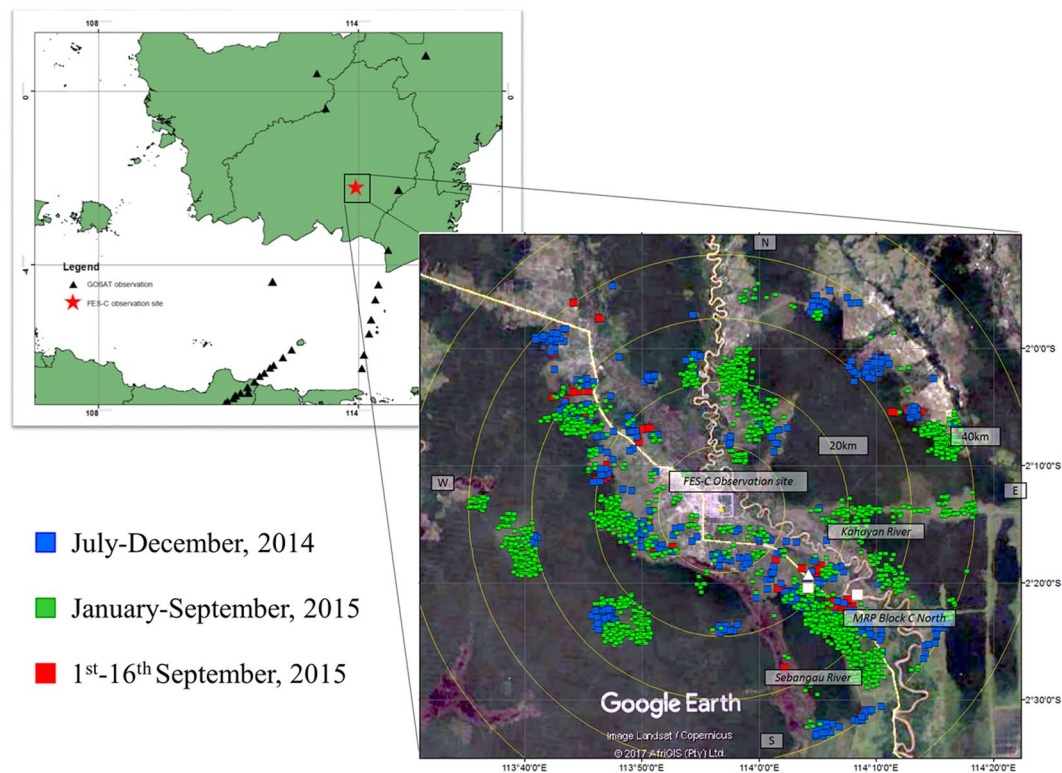 108
114
0
0
-4
Legend
GOSAT observation
FES-C observation site
108
114
N
2°0'0"S
40km
20km
2°10'0"S
FES-C Observation site
W
E
Kahayan River
2°20'0"S
MRP Block C North
Sebangau River
Google Earth
2°30'0"S
Image Landsat / Copernicus
S
© 2017 AfriGIS (Pty) Ltd.
113°40'0"E
113°50'0"E
114°0'0"E
114°10'0"E
114°20'0"E
July-December, 2014
January-September, 2015
1st-16th September, 2015